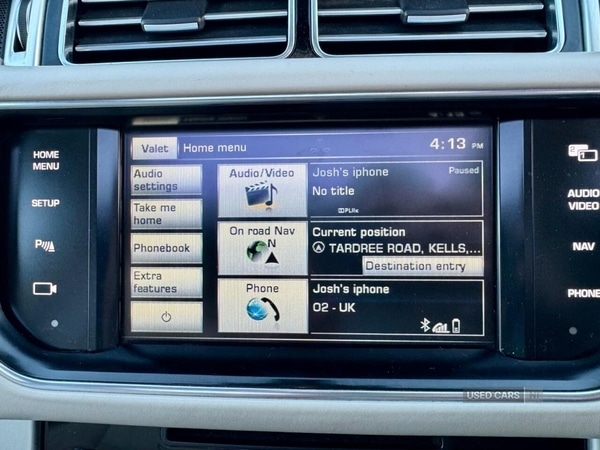 Valet
Home menu
4:13 PM
HOME
MENU
SETUP
P
Audio
settings
Take me
home
Phonebook
Extra
features
Audio/Video
On road Nav
N
Phone
Josh's iphone
Paused
No title
PLIIx
Current position
TARDREE ROAD, KELLS,...
Destination entry
Josh's iphone
O2 - UK
AUDIO
VIDEO
NAV
PHONE
USED CARS NI